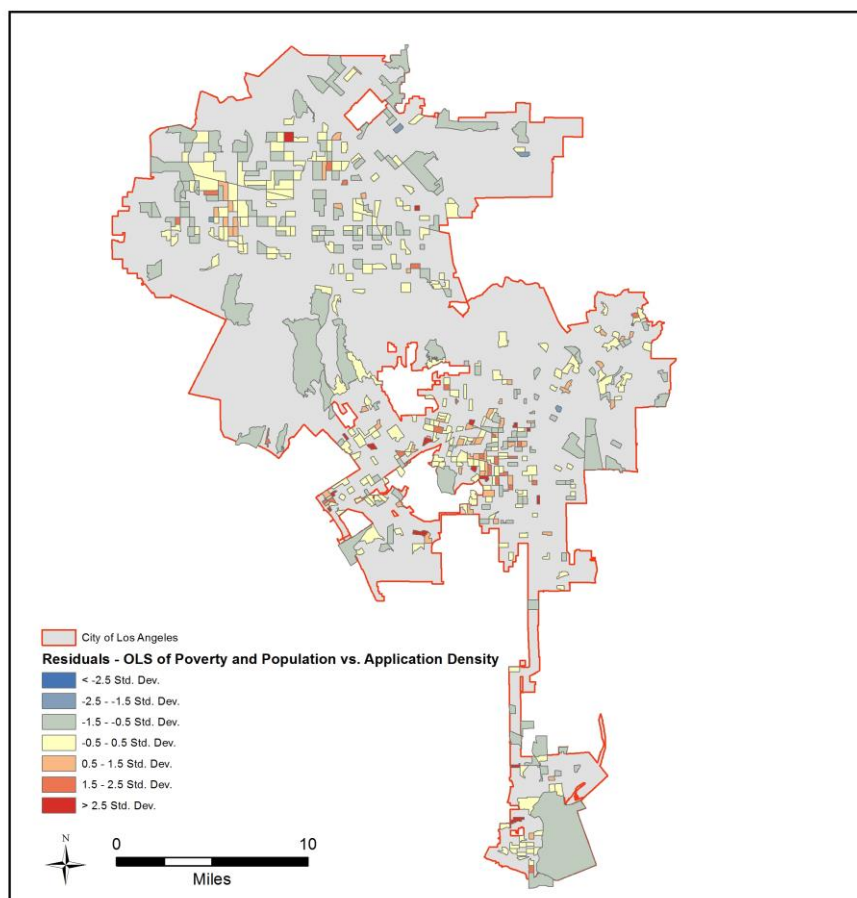 City of Los Angeles
Residuals - OLS of Poverty and Population vs. Application Density
< -2.5 Std. Dev.
-2.5 - -1.5 Std. Dev.
-1.5 - -0.5 Std. Dev.
-0.5 - 0.5 Std. Dev.
0.5 - 1.5 Std. Dev.
1.5 - 2.5 Std. Dev.
> 2.5 Std. Dev.
N
0 10
Miles